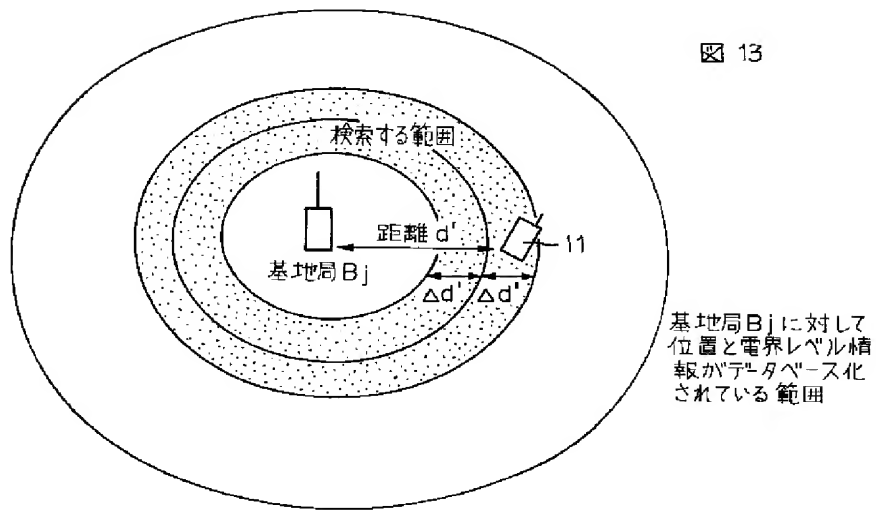 図 13
検索する範囲
距離 d'
11
基地局Bj
Δd' Δd'
基地局Bjに対して
位置と電界レベル情
報がデータベース化
されている範囲